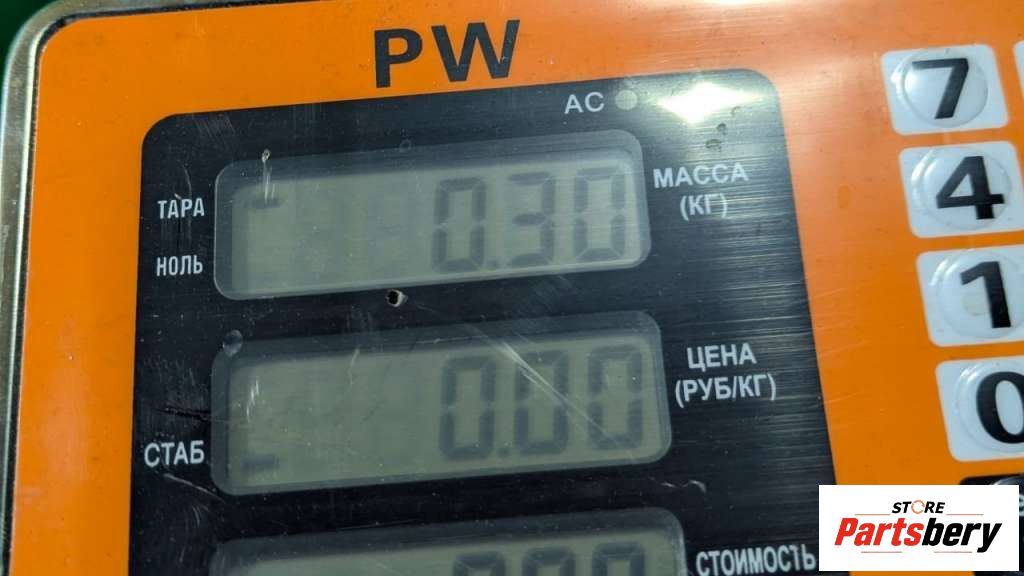 PW
AC
7
ТАРА
0.30
МАССА
(КГ)
4
НОЛЬ
1
0.00
ЦЕНА
(РУБ/КГ)
0
СТАБ
STORE
Partsbery
СТОИМОСТЬ